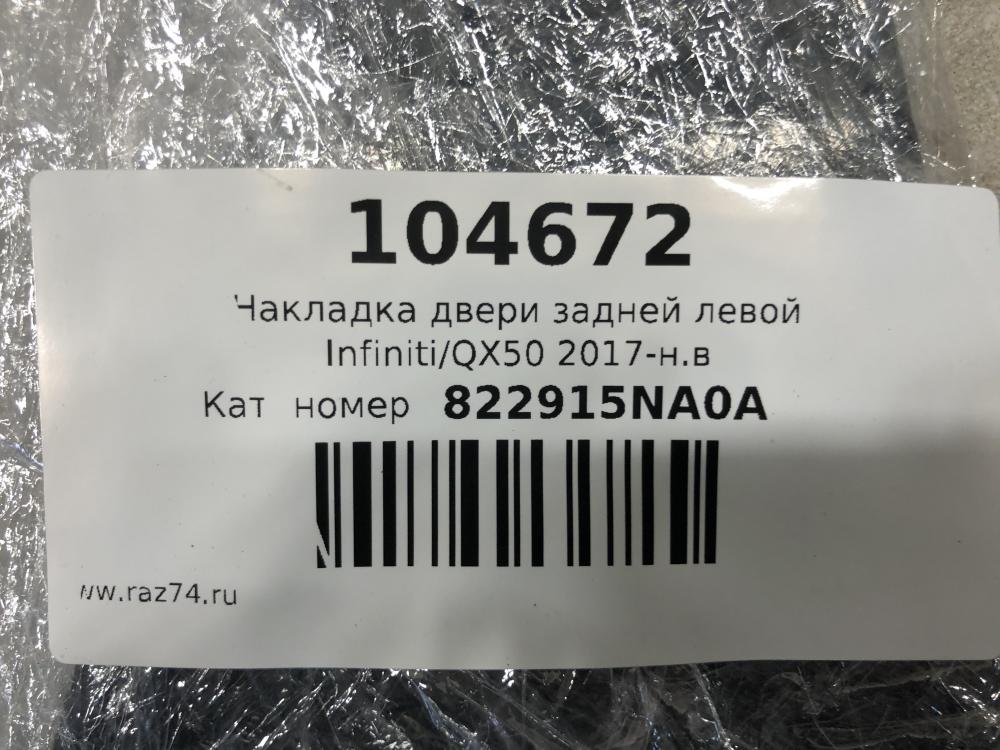 104672
Накладка двери задней левой
Infiniti/QX50 2017-н.в
Кат номер 822915NA0A
ww.raz74.ru